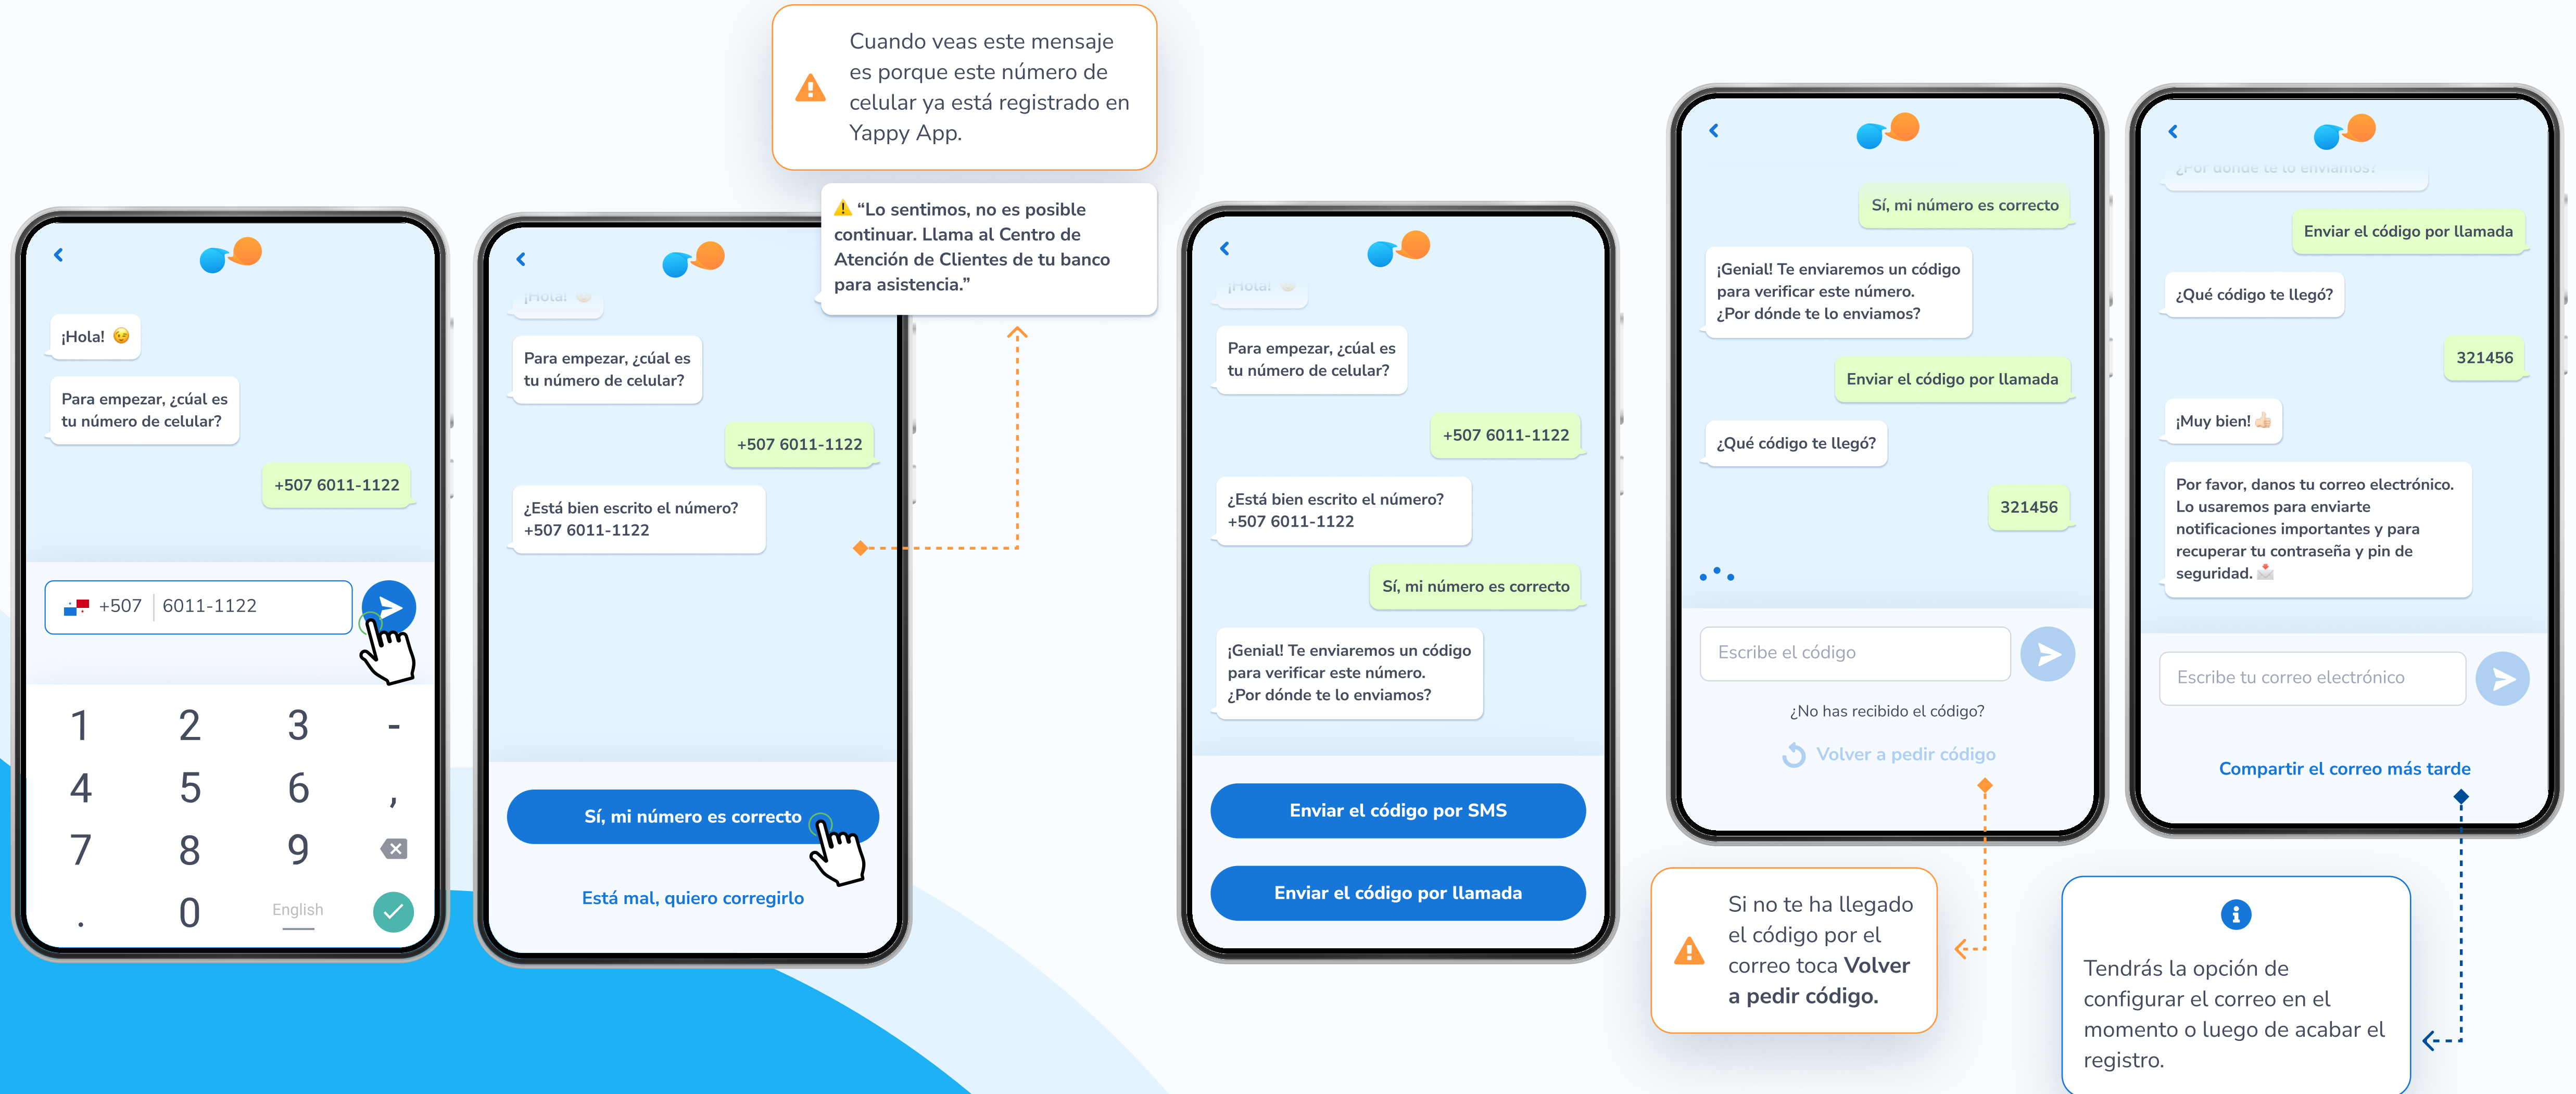 Cuando veas este mensaje
es porque este número de
celular ya está registrado en
Yappy App.
⚠️ “Lo sentimos, no es posible
continuar. Llama al Centro de
Atención de Clientes de tu banco
para asistencia.”
¡Hola! 😉
Para empezar, ¿cúal es
tu número de celular?
+507 6011-1122
+507 6011-1122
1 2 3 -
4 5 6 ,
7 8 9
. 0 English
¡Hola! 😉
Para empezar, ¿cúal es
tu número de celular?
+507 6011-1122
¿Está bien escrito el número?
+507 6011-1122
Sí, mi número es correcto
Está mal, quiero corregirlo
¡Hola! 😉
Para empezar, ¿cúal es
tu número de celular?
+507 6011-1122
¿Está bien escrito el número?
+507 6011-1122
Sí, mi número es correcto
¡Genial! Te enviaremos un código
para verificar este número.
¿Por dónde te lo enviamos?
Enviar el código por SMS
Enviar el código por llamada
Sí, mi número es correcto
¡Genial! Te enviaremos un código
para verificar este número.
¿Por dónde te lo enviamos?
Enviar el código por llamada
¿Qué código te llegó?
321456
Escribe el código
¿No has recibido el código?
Volver a pedir código
Si no te ha llegado
el código por el
correo toca Volver
a pedir código.
¿Por dónde te lo enviamos?
Enviar el código por llamada
¿Qué código te llegó?
321456
¡Muy bien! 👍🏻
Por favor, danos tu correo electrónico.
Lo usaremos para enviarte
notificaciones importantes y para
recuperar tu contraseña y pin de
seguridad. 📩
Escribe tu correo electrónico
Compartir el correo más tarde
Tendrás la opción de
configurar el correo en el
momento o luego de acabar el
registro.